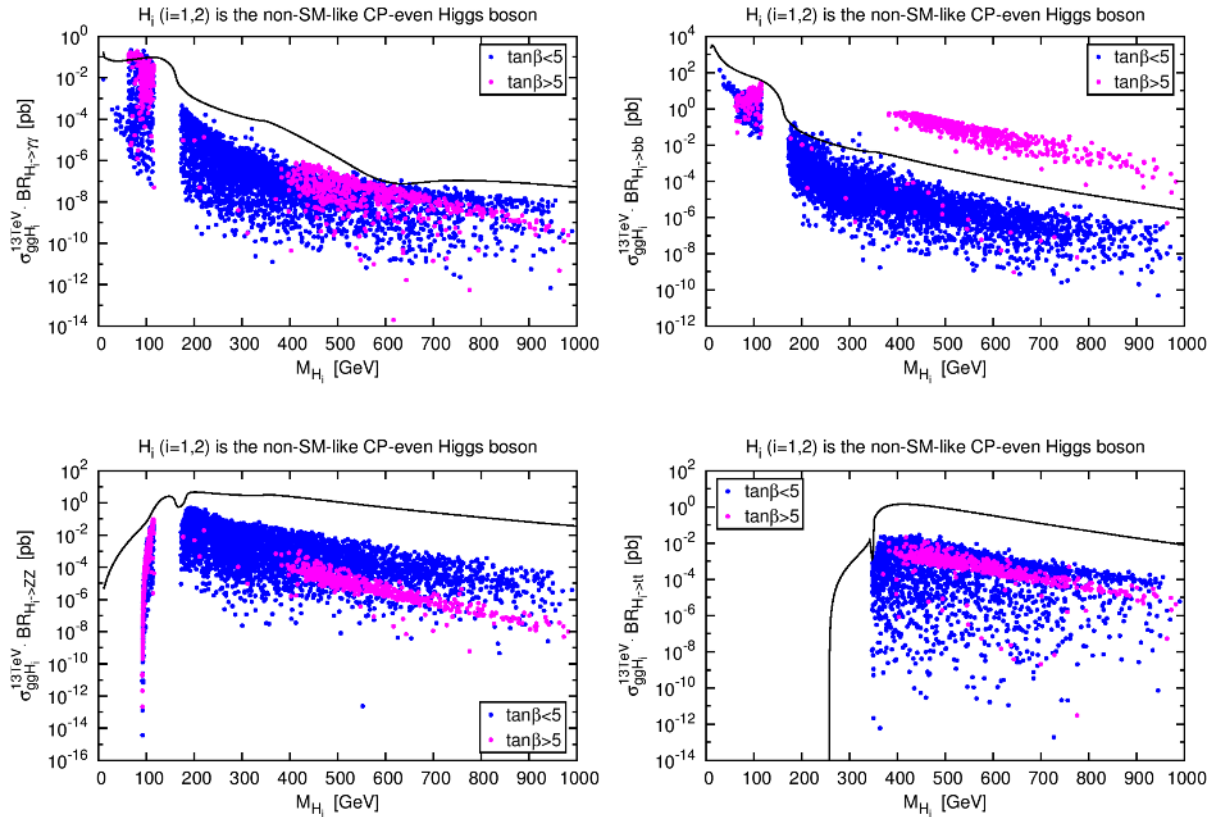 H_i (i=1,2) is the non-SM-like CP-even Higgs boson
σ^13TeV_ggH_i · BR_H_i->γγ [pb]
10^2
10^0
10^-2
10^-4
10^-6
10^-8
10^-10
10^-12
10^-14
tanβ<5
tanβ>5
0 100 200 300 400 500 600 700 800 900 1000
M_H_i [GeV]
H_i (i=1,2) is the non-SM-like CP-even Higgs boson
σ^13TeV_ggH_i · BR_H_i->bb [pb]
10^4
10^2
10^0
10^-2
10^-4
10^-6
10^-8
10^-10
10^-12
tanβ<5
tanβ>5
0 100 200 300 400 500 600 700 800 900 1000
M_H_i [GeV]
H_i (i=1,2) is the non-SM-like CP-even Higgs boson
σ^13TeV_ggH_i · BR_H_i->ZZ [pb]
10^2
10^0
10^-2
10^-4
10^-6
10^-8
10^-10
10^-12
10^-14
10^-16
tanβ<5
tanβ>5
0 100 200 300 400 500 600 700 800 900 1000
M_H_i [GeV]
H_i (i=1,2) is the non-SM-like CP-even Higgs boson
σ^13TeV_ggH_i · BR_H_i->tt [pb]
10^2
10^0
10^-2
10^-4
10^-6
10^-8
10^-10
10^-12
10^-14
tanβ<5
tanβ>5
0 100 200 300 400 500 600 700 800 900 1000
M_H_i [GeV]